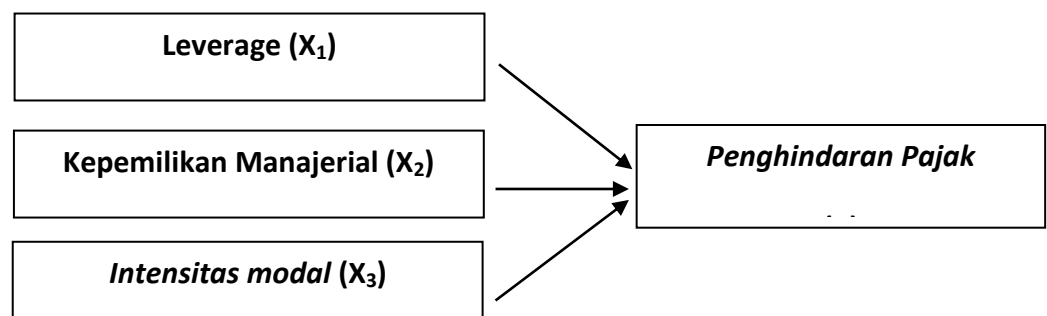 Leverage (X₁)
Kepemilikan Manajerial (X₂)
Penghindaran Pajak
Intensitas modal (X₃)